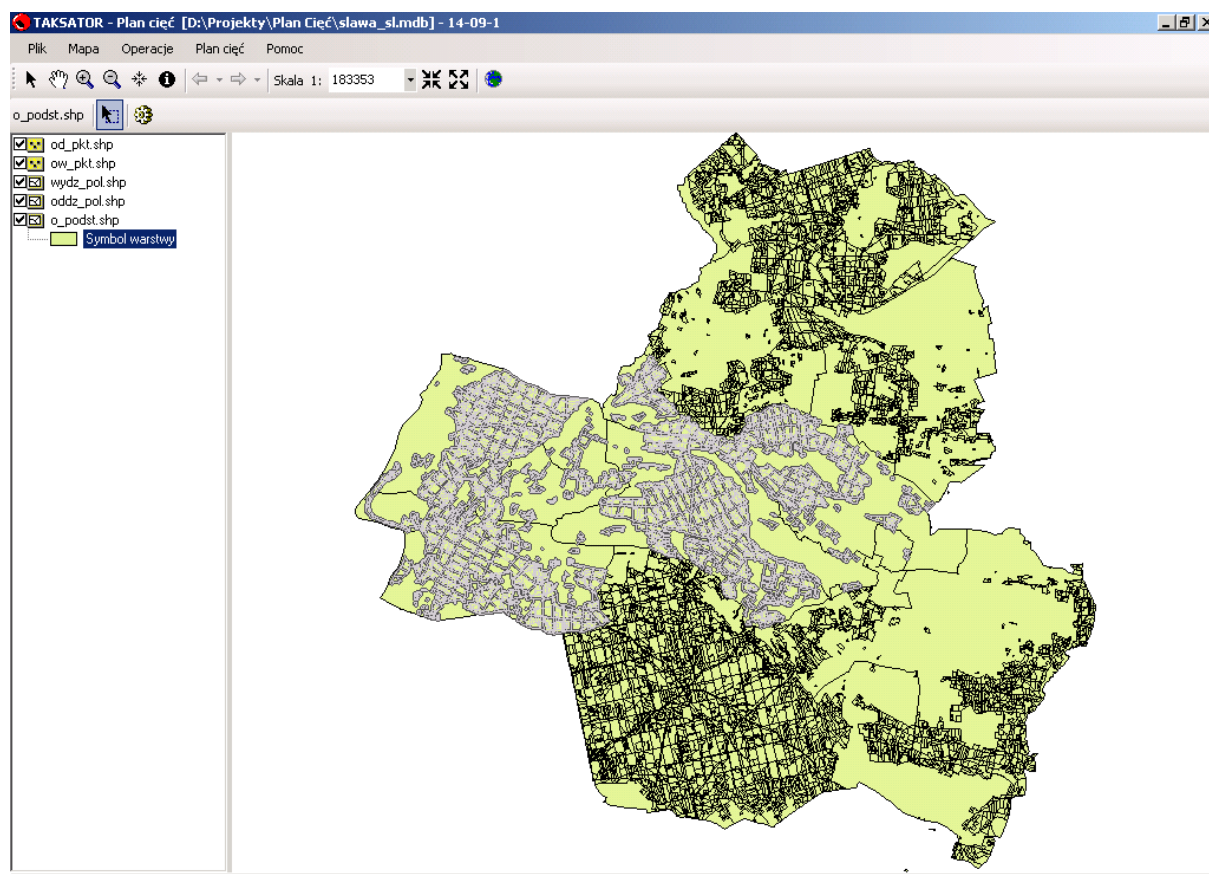 TAKSATOR - Plan cięć [D:\Projekty\Plan Cięć\slawa_sl.mdb] - 14-09-1
Plik Mapa Operacje Plan cięć Pomoc
Skala 1: 183353
o_podst.shp
od_pkt.shp
ow_pkt.shp
wydz_pol.shp
oddz_pol.shp
o_podst.shp
Symbol warstwy